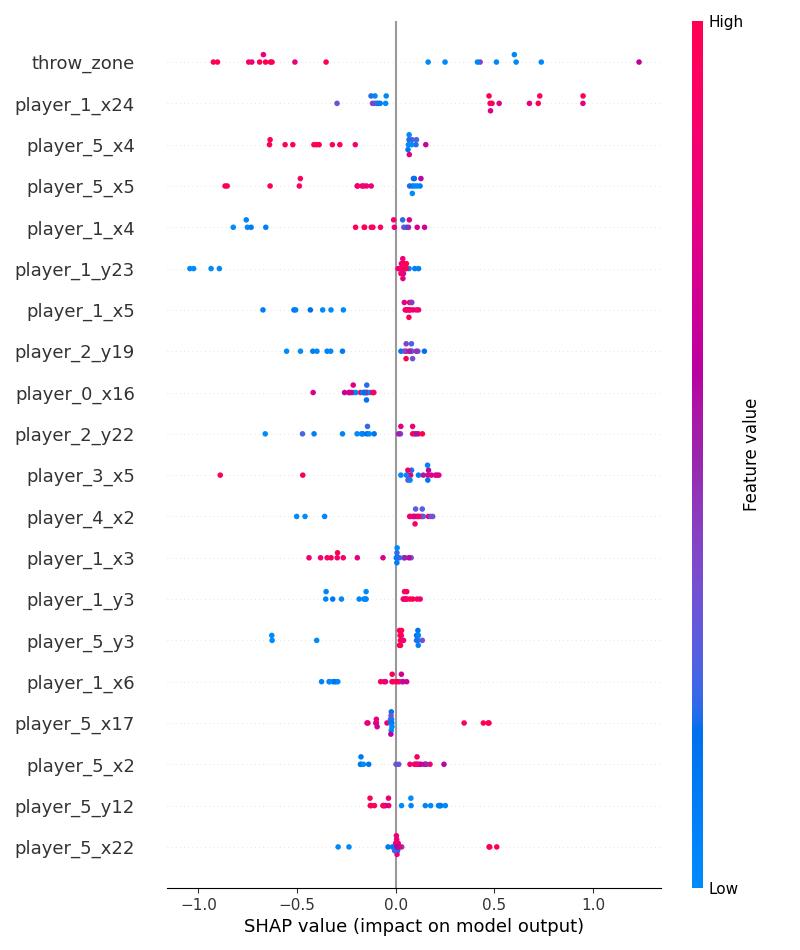 throw_zone
player_1_x24
player_5_x4
player_5_x5
player_1_x4
player_1_y23
player_1_x5
player_2_y19
player_0_x16
player_2_y22
player_3_x5
player_4_x2
player_1_x3
player_1_y3
player_5_y3
player_1_x6
player_5_x17
player_5_x2
player_5_y12
player_5_x22
−1.0 −0.5 0.0 0.5 1.0
SHAP value (impact on model output)
High
Feature value
Low